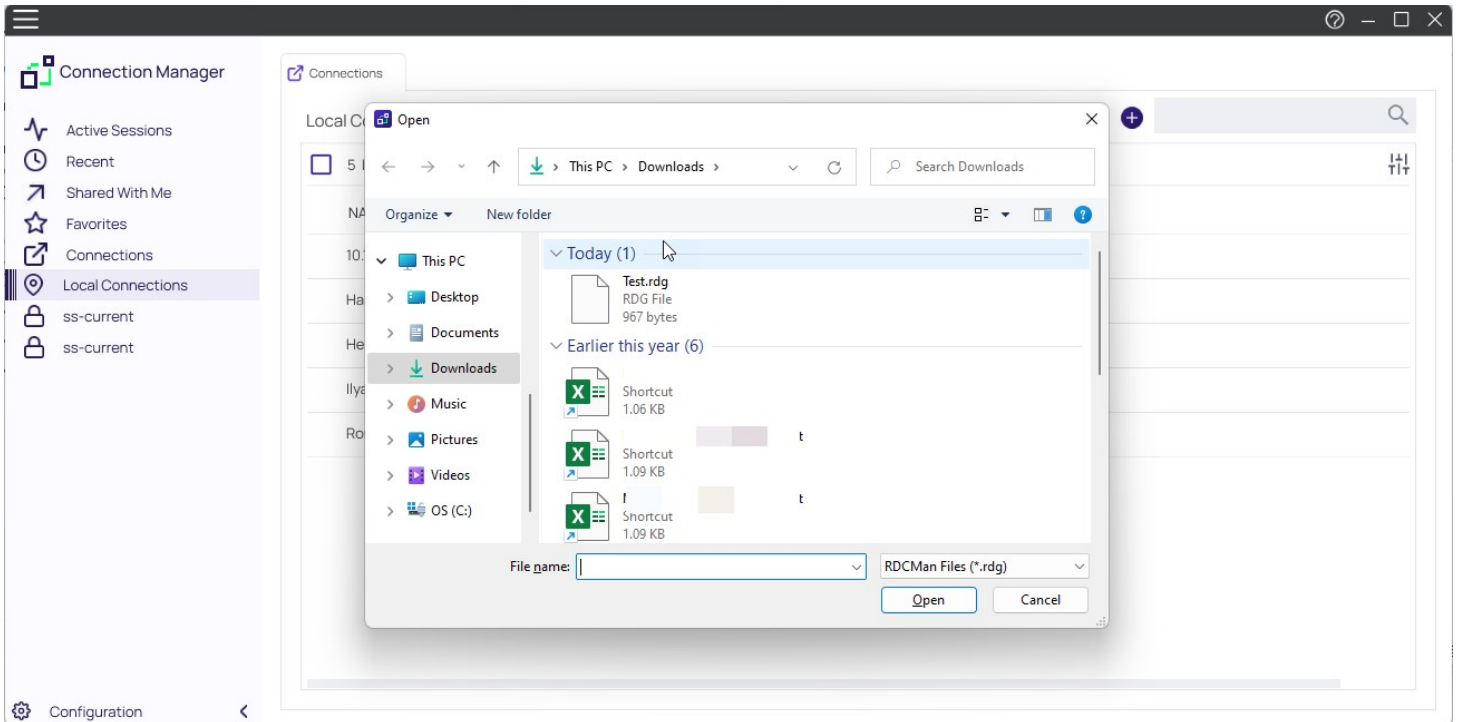 Connection Manager
Active Sessions
Recent
Shared With Me
Favorites
Connections
Local Connections
ss-current
ss-current
Configuration
Connections
Local Co
5
NA
10.
Ha
He
Ilya
Ro
Open
This PC > Downloads >
Search Downloads
Organize
New folder
This PC
Desktop
Documents
Downloads
Music
Pictures
Videos
OS (C:)
Today (1)
Test.rdg
RDG File
967 bytes
Earlier this year (6)
Shortcut
1.06 KB
t
Shortcut
1.09 KB
t
Shortcut
1.09 KB
File name:
RDCMan Files (*.rdg)
Open
Cancel